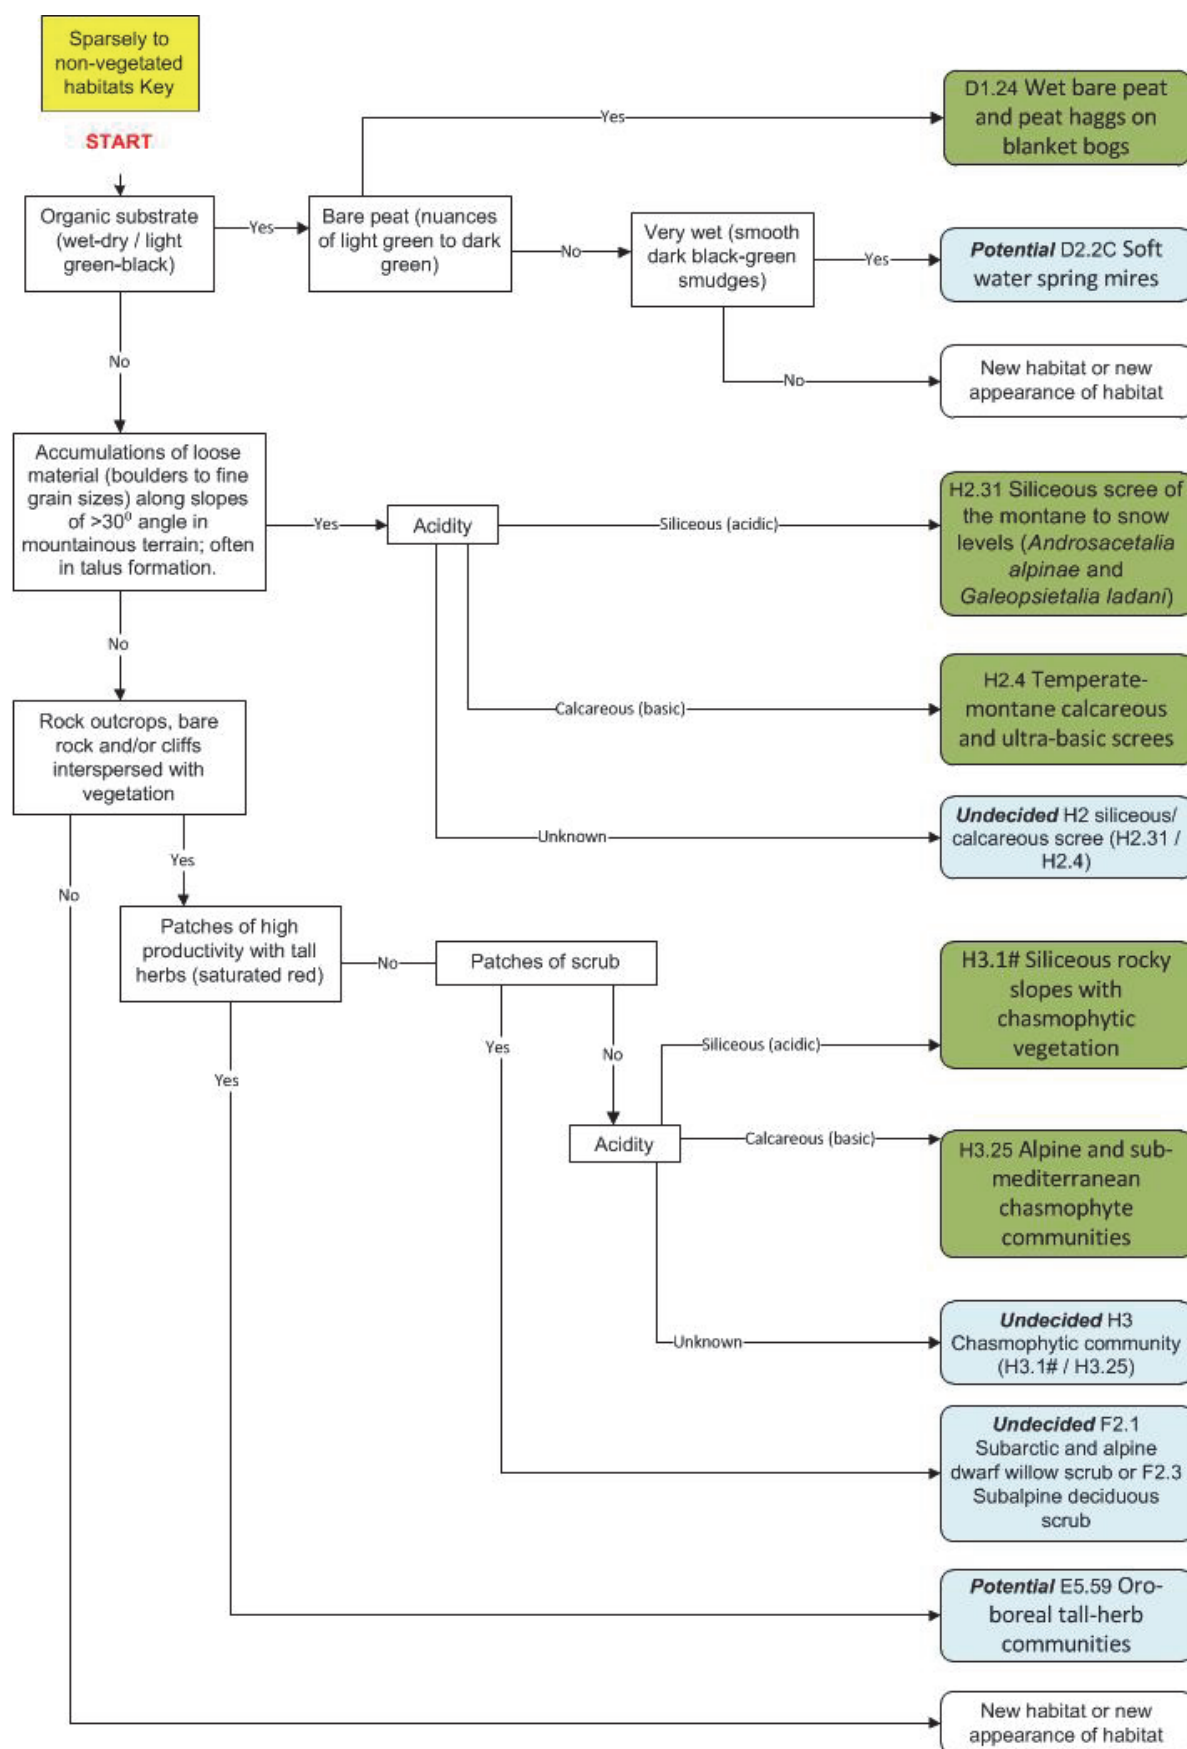 Sparsely to
non-vegetated
habitats Key
START
Organic substrate
(wet-dry / light
green-black)
Yes
Bare peat (nuances
of light green to dark
green)
Yes
D1.24 Wet bare peat
and peat haggs on
blanket bogs
No
Very wet (smooth
dark black-green
smudges)
Yes
Potential D2.2C Soft
water spring mires
No
New habitat or new
appearance of habitat
No
Accumulations of loose
material (boulders to fine
grain sizes) along slopes
of >30⁰ angle in
mountainous terrain; often
in talus formation.
Yes
Acidity
Siliceous (acidic)
H2.31 Siliceous scree of
the montane to snow
levels (Androsacetalia
alpinae and
Galeopsietalia ladani)
Calcareous (basic)
H2.4 Temperate-
montane calcareous
and ultra-basic screes
Unknown
Undecided H2 siliceous/
calcareous scree (H2.31 /
H2.4)
No
Rock outcrops, bare
rock and/or cliffs
interspersed with
vegetation
No
Yes
Patches of high
productivity with tall
herbs (saturated red)
No
Patches of scrub
Yes
No
Acidity
Siliceous (acidic)
H3.1# Siliceous rocky
slopes with
chasmophytic
vegetation
Calcareous (basic)
H3.25 Alpine and sub-
mediterranean
chasmophyte
communities
Unknown
Undecided H3
Chasmophytic community
(H3.1# / H3.25)
Undecided F2.1
Subarctic and alpine
dwarf willow scrub or F2.3
Subalpine deciduous
scrub
Yes
Potential E5.59 Oro-
boreal tall-herb
communities
New habitat or new
appearance of habitat